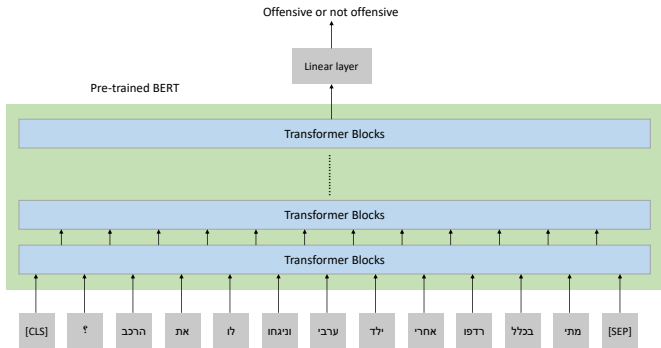 Offensive or not offensive
Linear layer
Pre-trained BERT
Transformer Blocks
Transformer Blocks
Transformer Blocks
[CLS]
؟
הרכב
את
לו
וניגחו
ערבי
ילד
אחרי
רדפו
בכלל
מתי
[SEP]